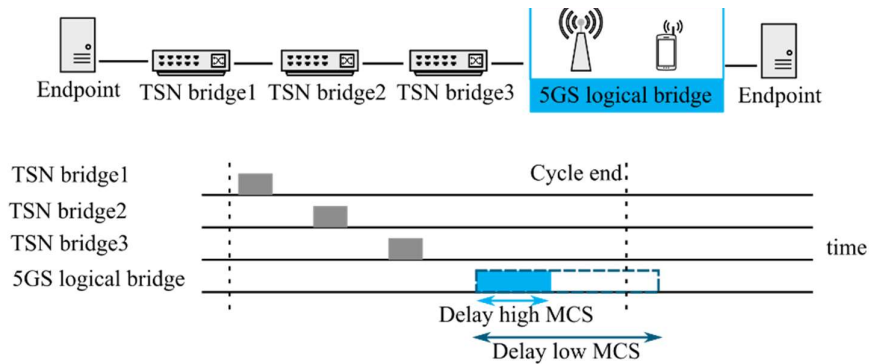 Endpoint
TSN bridge1
TSN bridge2
TSN bridge3
5GS logical bridge
Endpoint
TSN bridge1
Cycle end
TSN bridge2
TSN bridge3
time
5GS logical bridge
Delay high MCS
Delay low MCS